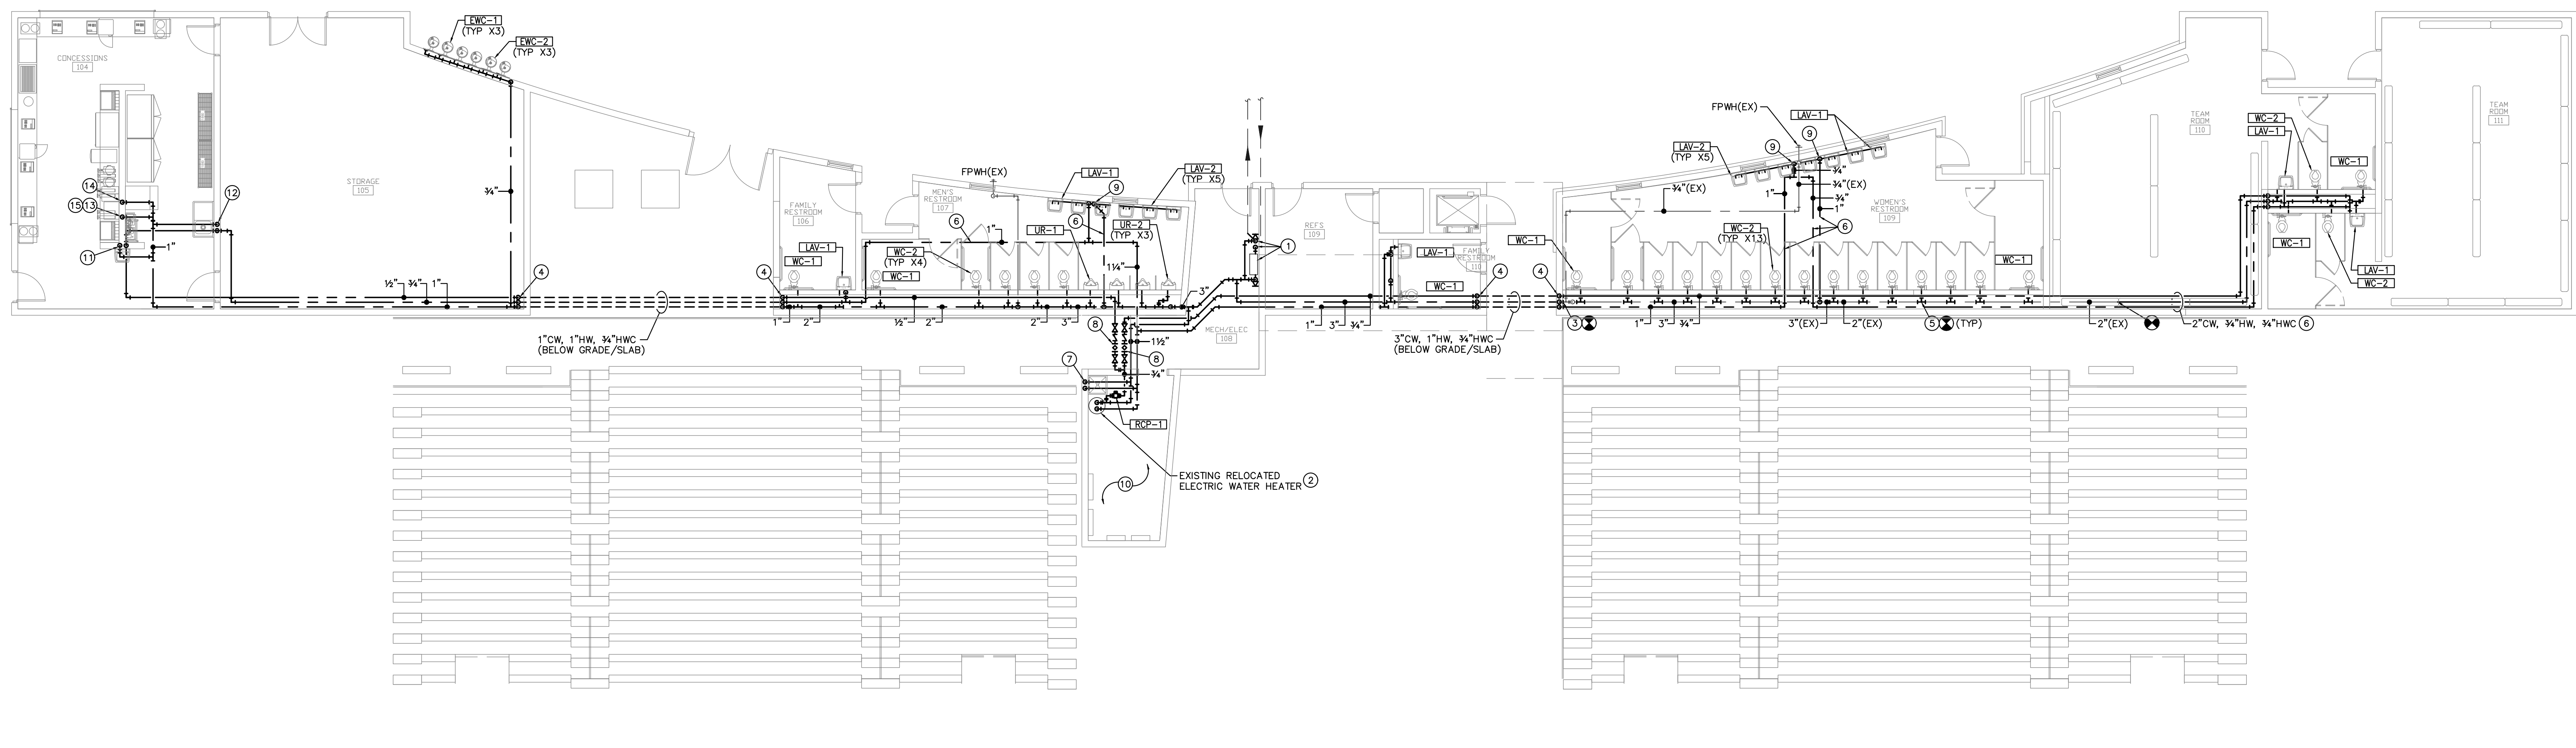 EWC-1
(TYP X3)
EWC-2
(TYP X3)
CONCESSIONS
104
STORAGE
105
¾"
14
15
13
12
11
1"
½"
¾"
1"
4
1"CW, 1"HW, ¾"HWC
(BELOW GRADE/SLAB)
4
FAMILY
RESTROOM
106
LAV-1
WC-1
1"
2"
FPWH(EX)
MEN'S
RESTROOM
107
6
1"
LAV-1
9
LAV-2
(TYP X5)
6
UR-1
UR-2
(TYP X3)
WC-2
(TYP X4)
WC-1
1¼"
½"
2"
2"
3"
3"
8
1½"
8
¾"
7
RCP-1
MECH/ELEC
108
EXISTING RELOCATED
ELECTRIC WATER HEATER
2
10
1
REFS
109
LAV-1
FAMILY
RESTROOM
110
WC-1
4
1"
3"
¾"
3"CW, 1"HW, ¾"HWC
(BELOW GRADE/SLAB)
4
3
FPWH(EX)
LAV-1
9
9
LAV-2
(TYP X5)
¾"
¾"(EX)
¾"(EX)
1"
¾"
1"
6
WOMEN'S
RESTROOM
109
WC-1
WC-2
(TYP X13)
WC-1
1"
3"
¾"
3"(EX)
2"(EX)
5
(TYP)
2"(EX)
2"CW, ¾"HW, ¾"HWC
6
TEAM
ROOM
110
WC-2
LAV-1
WC-1
WC-1
LAV-1
WC-2
TEAM
ROOM
111